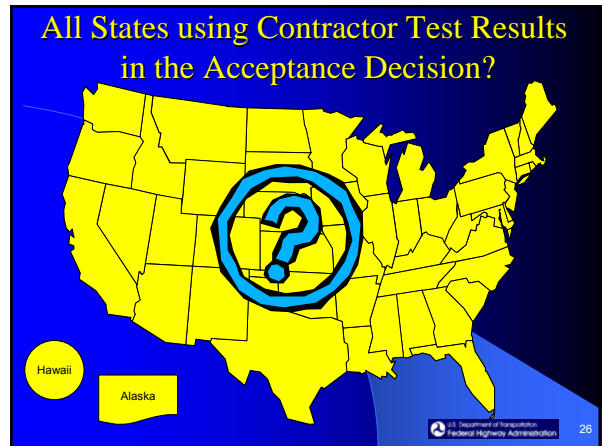 All States using Contractor Test Results
in the Acceptance Decision?
?
Hawaii
Alaska
U.S. Department of Transportation
Federal Highway Administration
26